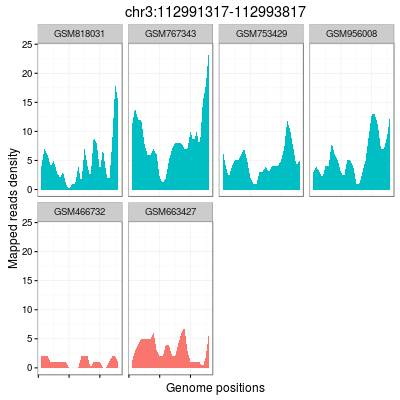 chr3:112991317-112993817
GSM818031 GSM767343 GSM753429 GSM956008
25
20
15
10
5
0
GSM466732 GSM663427
25
20
15
10
5
0
Mapped reads density
Genome positions